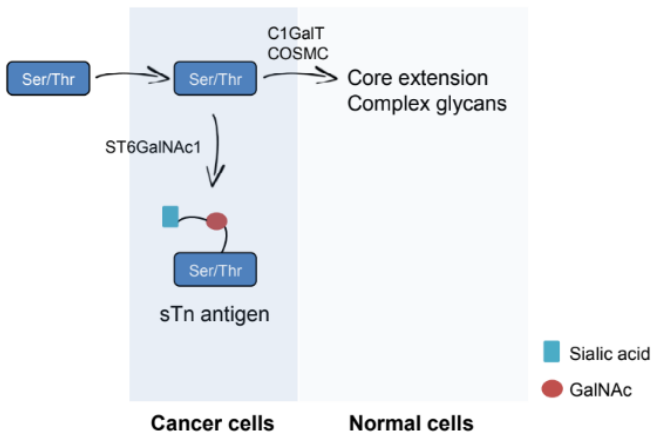 C1GalT
COSMC
Ser/Thr
Ser/Thr
Core extension
Complex glycans
ST6GalNAc1
Ser/Thr
sTn antigen
Sialic acid
GalNAc
Cancer cells
Normal cells